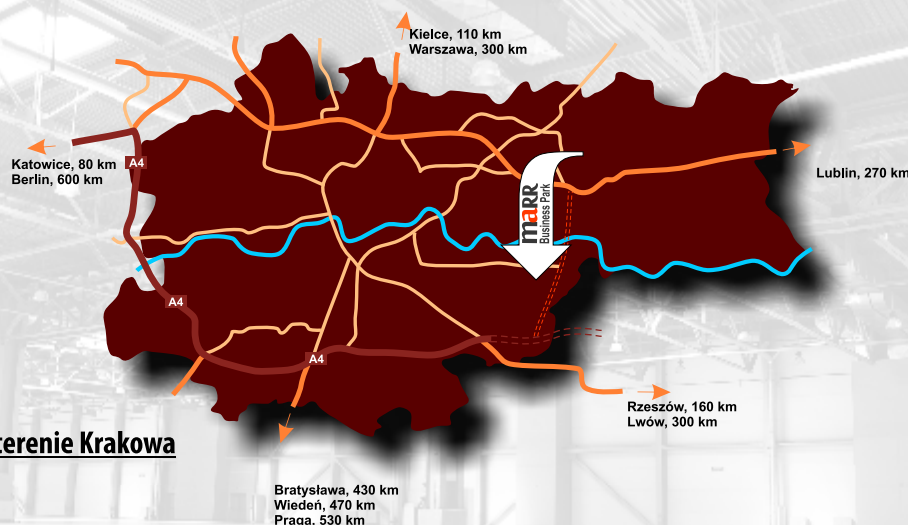 Kielce, 110 km
Warszawa, 300 km
Katowice, 80 km
Berlin, 600 km
A4
Lublin, 270 km
maRR
Business Park
A4
A4
Rzeszów, 160 km
Lwów, 300 km
terenie Krakowa
Bratysława, 430 km
Wiedeń, 470 km
Praga, 530 km